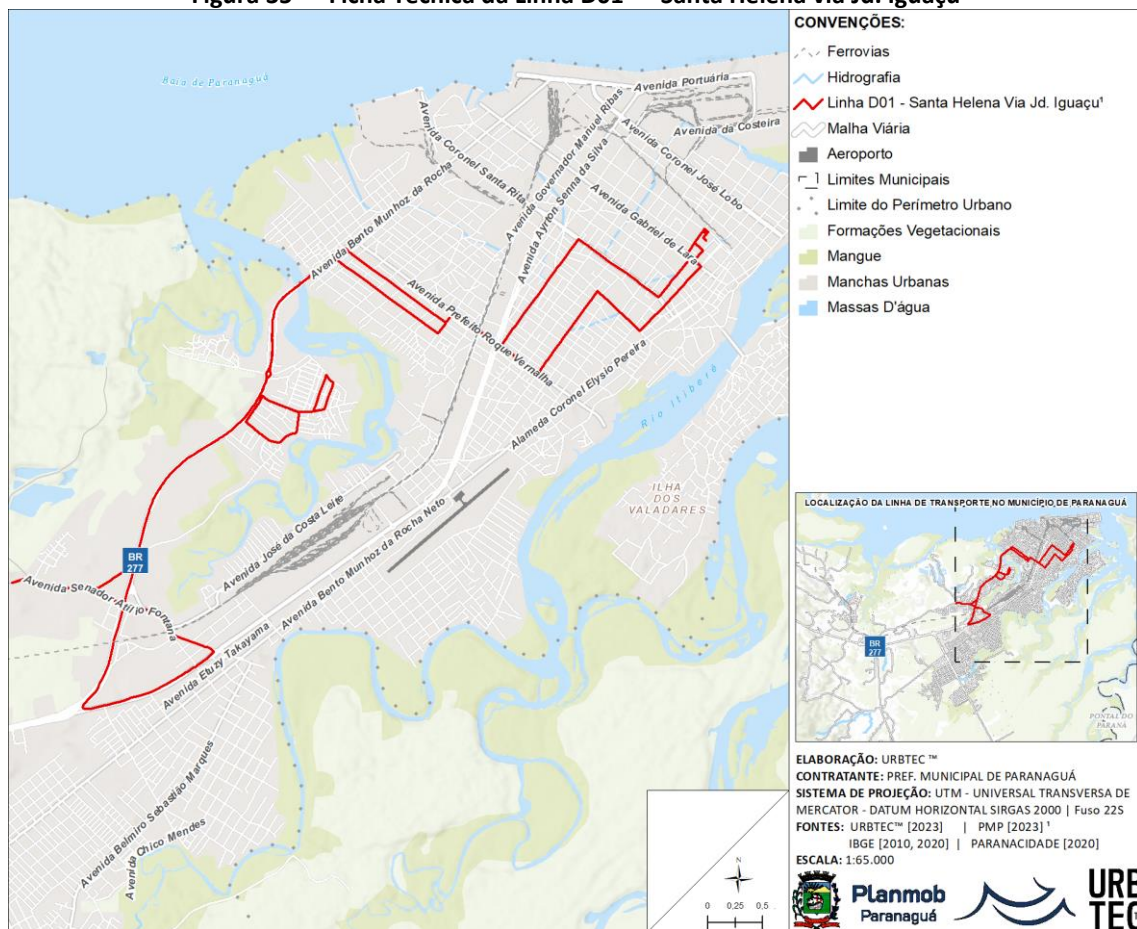 Figura 35 – Ficha Técnica da Linha D01 – Santa Helena via Jd. Iguaçu
Baia de Paranaguá
Avenida Portuária
Avenida Coronel Santa Rita
Avenida Governador Manuel Ribas
Avenida da Costeira
Avenida Ayrton Senna da Silva
Avenida Coronel José Lobo
Avenida Bento Munhoz da Rocha
Avenida Gabriel de Lara
Avenida Prefeito Roque Vernalha
Alameda Coronel Elysio Pereira
Rio Itiberê
ILHA
DOS
VALADARES
Avenida José da Costa Leite
Avenida Bento Munhoz da Rocha Neto
BR
277
Avenida Senador Atílio Fontana
Avenida Etuzy Takayama
Avenida Belmiro Sebastião Marques
Avenida Chico Mendes
N
0 0,25 0,5
CONVENÇÕES:
Ferrovias
Hidrografia
Linha D01 - Santa Helena Via Jd. Iguaçu¹
Malha Viária
Aeroporto
Limites Municipais
Limite do Perímetro Urbano
Formações Vegetacionais
Mangue
Manchas Urbanas
Massas D'água
LOCALIZAÇÃO DA LINHA DE TRANSPORTE NO MUNICÍPIO DE PARANAGUÁ
BR
277
PONTAL DO
PARANÁ
ELABORAÇÃO: URBTEC ™
CONTRATANTE: PREF. MUNICIPAL DE PARANAGUÁ
SISTEMA DE PROJEÇÃO: UTM - UNIVERSAL TRANSVERSA DE
MERCATOR - DATUM HORIZONTAL SIRGAS 2000 | Fuso 22S
FONTES: URBTEC™ [2023] | PMP [2023] ¹
IBGE [2010, 2020] | PARANACIDADE [2020]
ESCALA: 1:65.000
Planmob
Paranaguá
URB
TEC